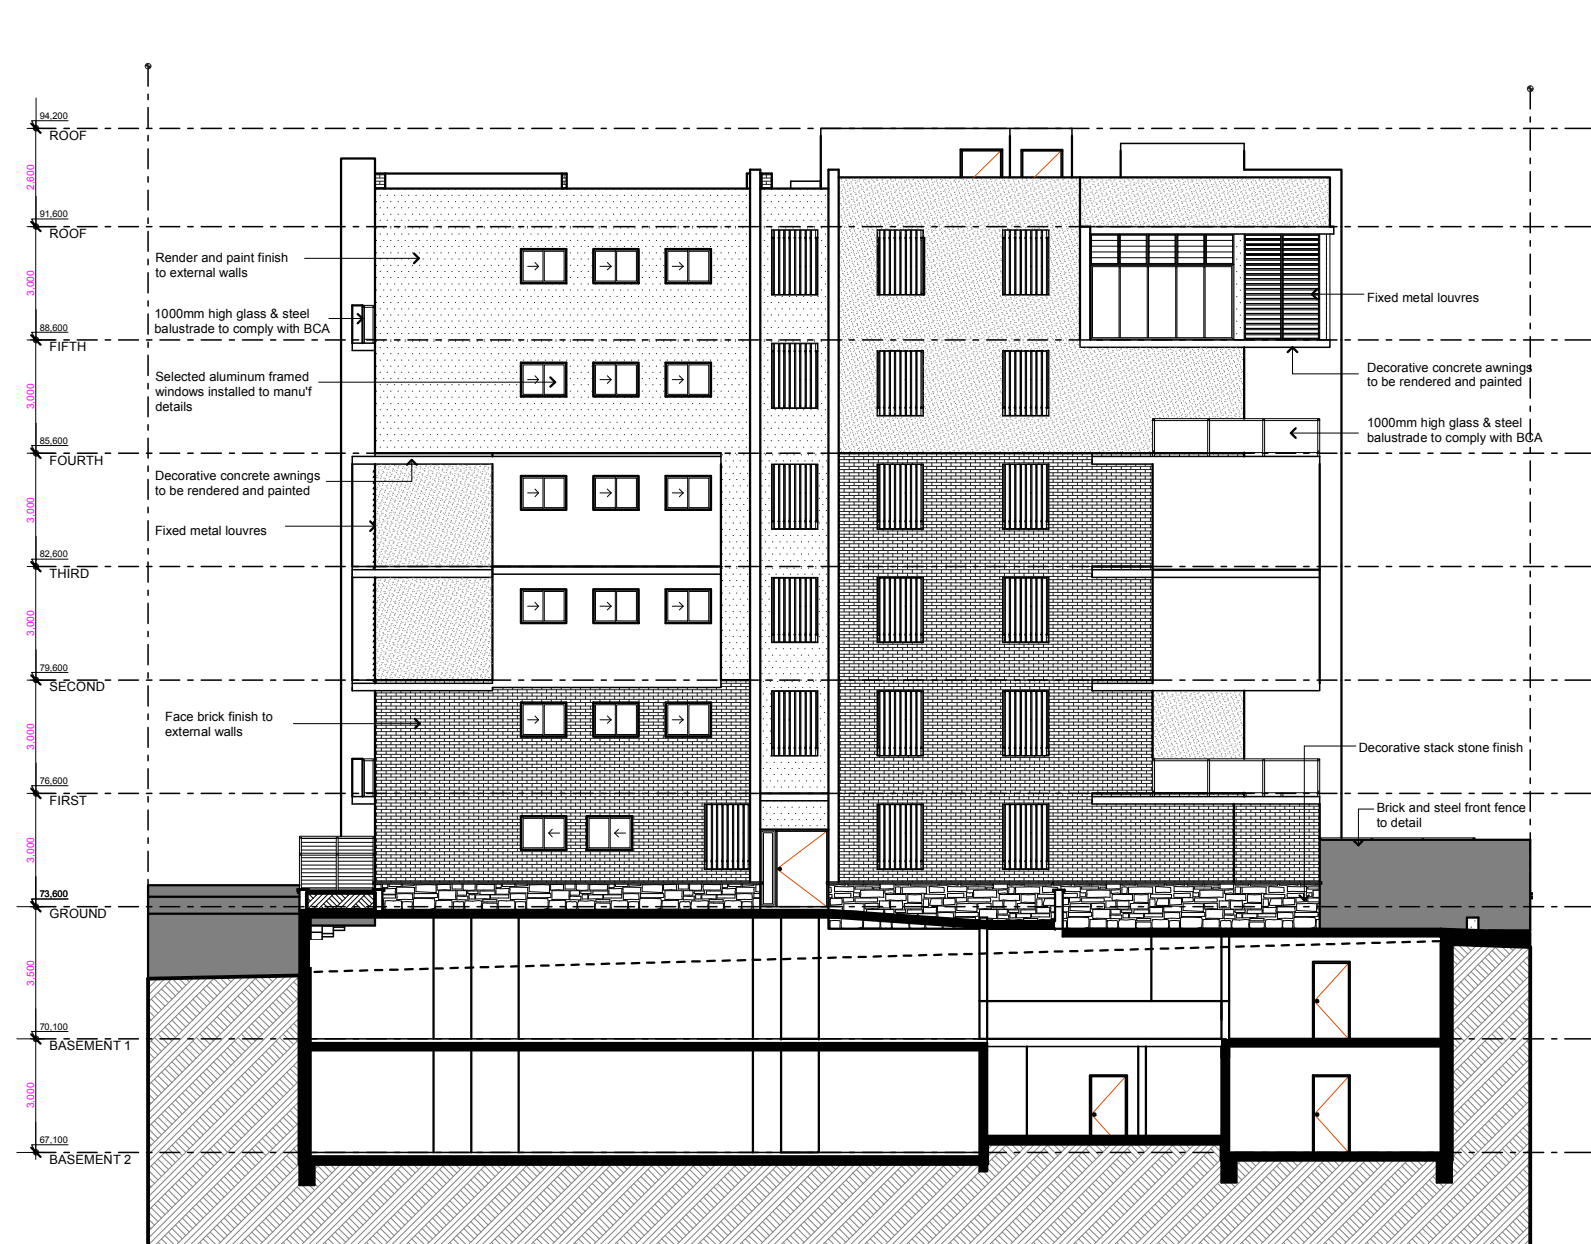 94,200
ROOF
2,600
91,600
ROOF
3,000
88,600
FIFTH
3,000
85,600
FOURTH
3,000
82,600
THIRD
3,000
79,600
SECOND
3,000
76,600
FIRST
3,000
73,600
GROUND
3,500
70,100
BASEMENT 1
3,000
67,100
BASEMENT 2
Render and paint finish
to external walls
1000mm high glass & steel
balustrade to comply with BCA
Selected aluminum framed
windows installed to manu'f
details
Decorative concrete awnings
to be rendered and painted
Fixed metal louvres
Face brick finish to
external walls
Fixed metal louvres
Decorative concrete awnings
to be rendered and painted
1000mm high glass & steel
balustrade to comply with BCA
Decorative stack stone finish
Brick and steel front fence
to detail